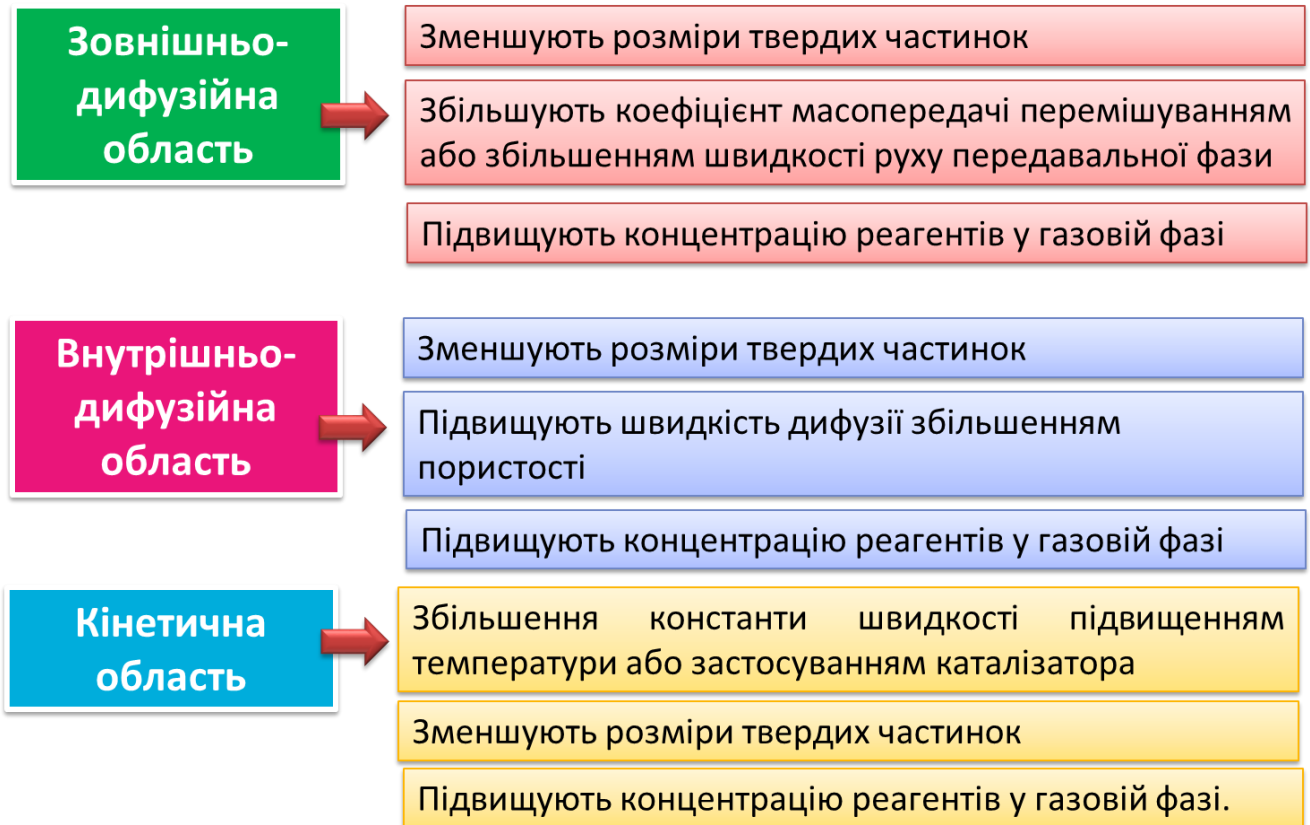 Зовнішньо-
дифузійна
область
Зменшують розміри твердих частинок
Збільшують коефіцієнт масопередачі перемішуванням
або збільшенням швидкості руху передавальної фази
Підвищують концентрацію реагентів у газовій фазі
Внутрішньо-
дифузійна
область
Зменшують розміри твердих частинок
Підвищують швидкість дифузії збільшенням
пористості
Підвищують концентрацію реагентів у газовій фазі
Кінетична
область
Збільшення константи швидкості підвищенням
температури або застосуванням каталізатора
Зменшують розміри твердих частинок
Підвищують концентрацію реагентів у газовій фазі.